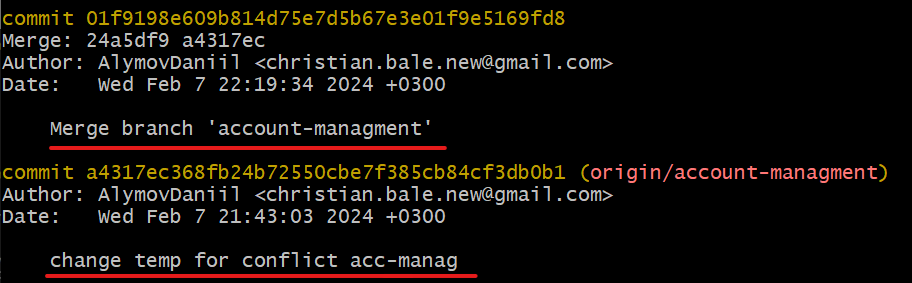 commit 01f9198e609b814d75e7d5b67e3e01f9e5169fd8
Merge: 24a5df9 a4317ec
Author: AlymovDaniil <christian.bale.new@gmail.com>
Date:   Wed Feb 7 22:19:34 2024 +0300
Merge branch 'account-managment'
commit a4317ec368fb24b72550cbe7f385cb84cf3db0b1 (origin/account-managment)
Author: AlymovDaniil <christian.bale.new@gmail.com>
Date:   Wed Feb 7 21:43:03 2024 +0300
change temp for conflict acc-manag